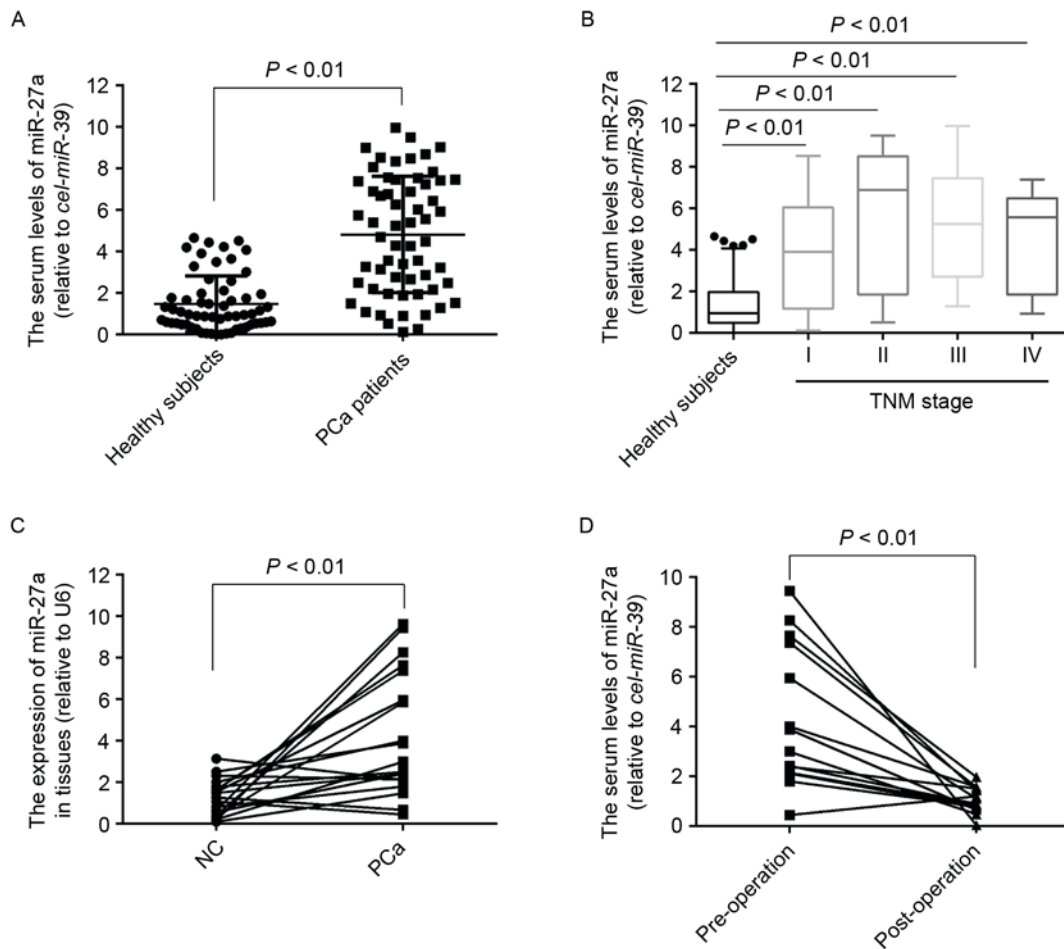 A
The serum levels of miR-27a
(relative to cel-miR-39)
12
10
8
6
4
2
0
P < 0.01
Healthy subjects
PCa patients
B
The serum levels of miR-27a
(relative to cel-miR-39)
12
10
8
6
4
2
0
P < 0.01
P < 0.01
P < 0.01
P < 0.01
Healthy subjects
I II III IV
TNM stage
C
The expression of miR-27a
in tissues (relative to U6)
12
10
8
6
4
2
0
P < 0.01
NC
PCa
D
The serum levels of miR-27a
(relative to cel-miR-39)
10
8
6
4
2
0
P < 0.01
Pre-operation
Post-operation